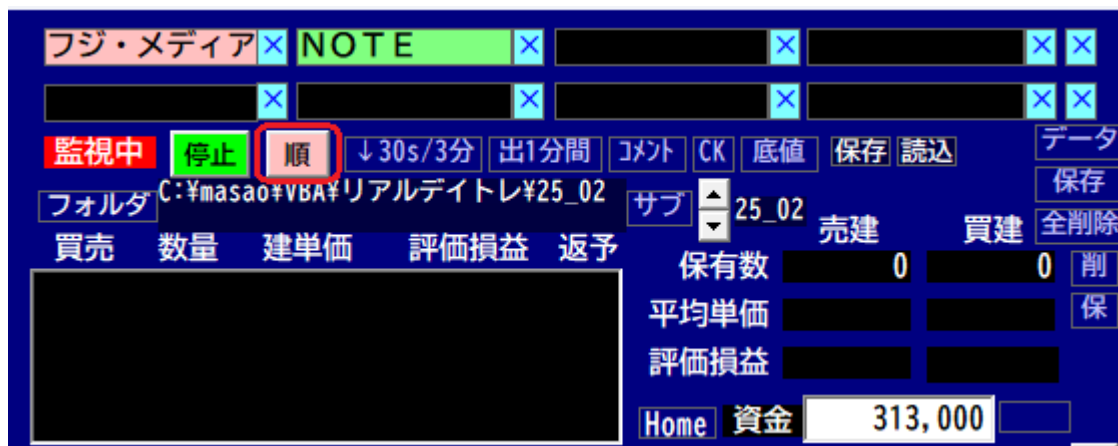 フジ・メディア × NOTE × × × ×
× × × × ×
監視中 停止 順 ↓30s/3分 出1分間 コメント CK 底値 保存 読込 データ
フォルダ C:¥masao¥VBA¥リアルデイトレ¥25_02 サブ 25_02 保存
買売 数量 建単価 評価損益 返予 売建 買建 全削除
保有数 0 0 削
平均単価 保
評価損益
Home 資金 313,000